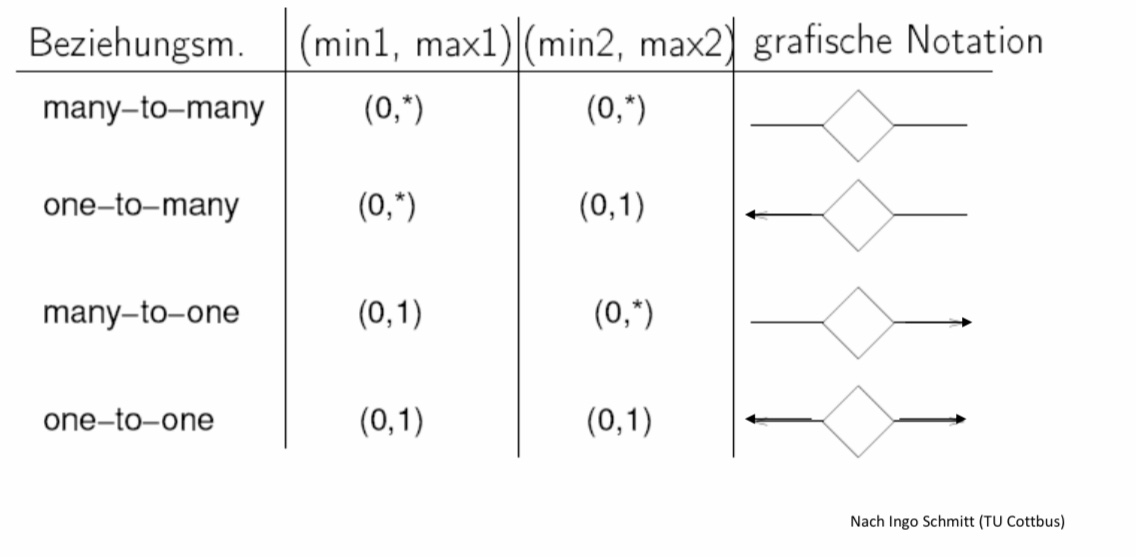 Beziehungsm. (min1, max1) (min2, max2) grafische Notation
many–to–many (0,*) (0,*)
one–to–many (0,*) (0,1)
many–to–one (0,1) (0,*)
one–to–one (0,1) (0,1)
Nach Ingo Schmitt (TU Cottbus)